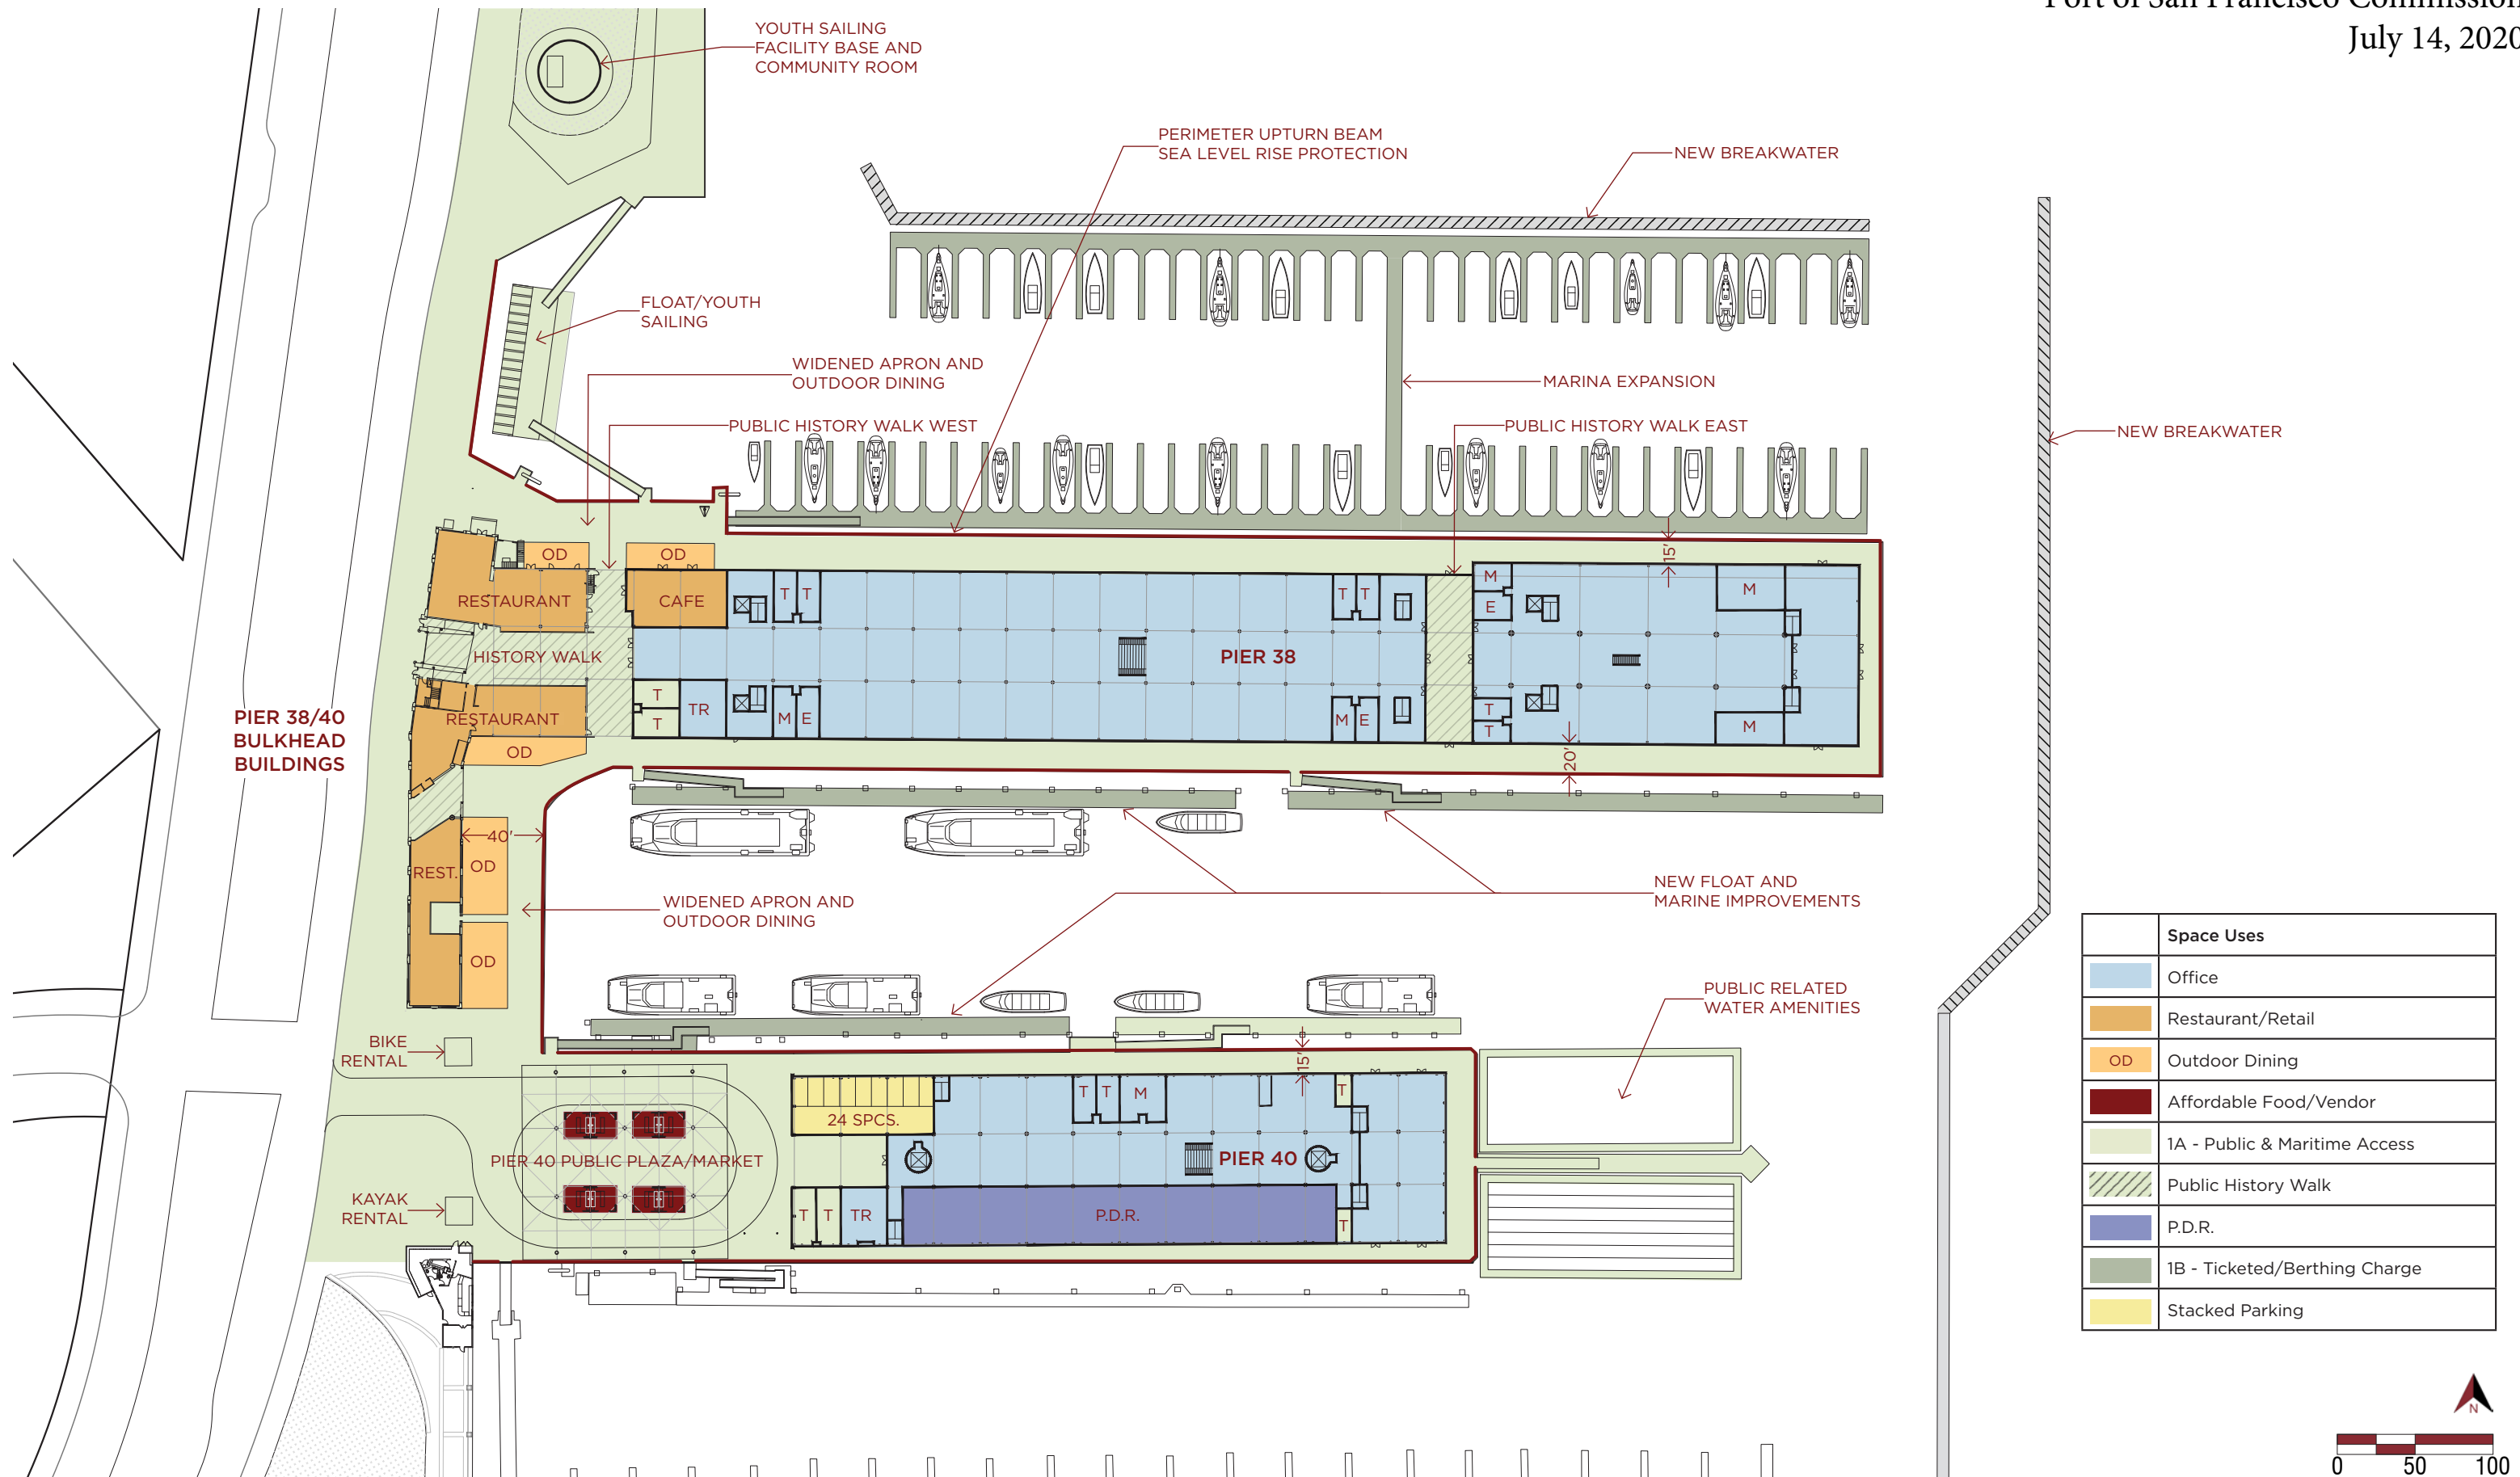 Port of San Francisco Commission
July 14, 2020
YOUTH SAILING
FACILITY BASE AND
COMMUNITY ROOM
PERIMETER UPTURN BEAM
SEA LEVEL RISE PROTECTION
NEW BREAKWATER
FLOAT/YOUTH
SAILING
WIDENED APRON AND
OUTDOOR DINING
MARINA EXPANSION
PUBLIC HISTORY WALK WEST
PUBLIC HISTORY WALK EAST
NEW BREAKWATER
OD
OD
15'
RESTAURANT
CAFE
T
T
T
T
M
E
M
HISTORY WALK
PIER 38
RESTAURANT
T
T
TR
M
E
M
E
T
T
M
OD
20'
PIER 38/40
BULKHEAD
BUILDINGS
40'
REST.
OD
OD
WIDENED APRON AND
OUTDOOR DINING
NEW FLOAT AND
MARINE IMPROVEMENTS
PUBLIC RELATED
WATER AMENITIES
BIKE
RENTAL
15'
24 SPCS.
T
T
M
T
PIER 40 PUBLIC PLAZA/MARKET
PIER 40
KAYAK
RENTAL
T
T
TR
P.D.R.
T
Space Uses
Office
Restaurant/Retail
OD
Outdoor Dining
Affordable Food/Vendor
1A - Public & Maritime Access
Public History Walk
P.D.R.
1B - Ticketed/Berthing Charge
Stacked Parking
N
0
50
100